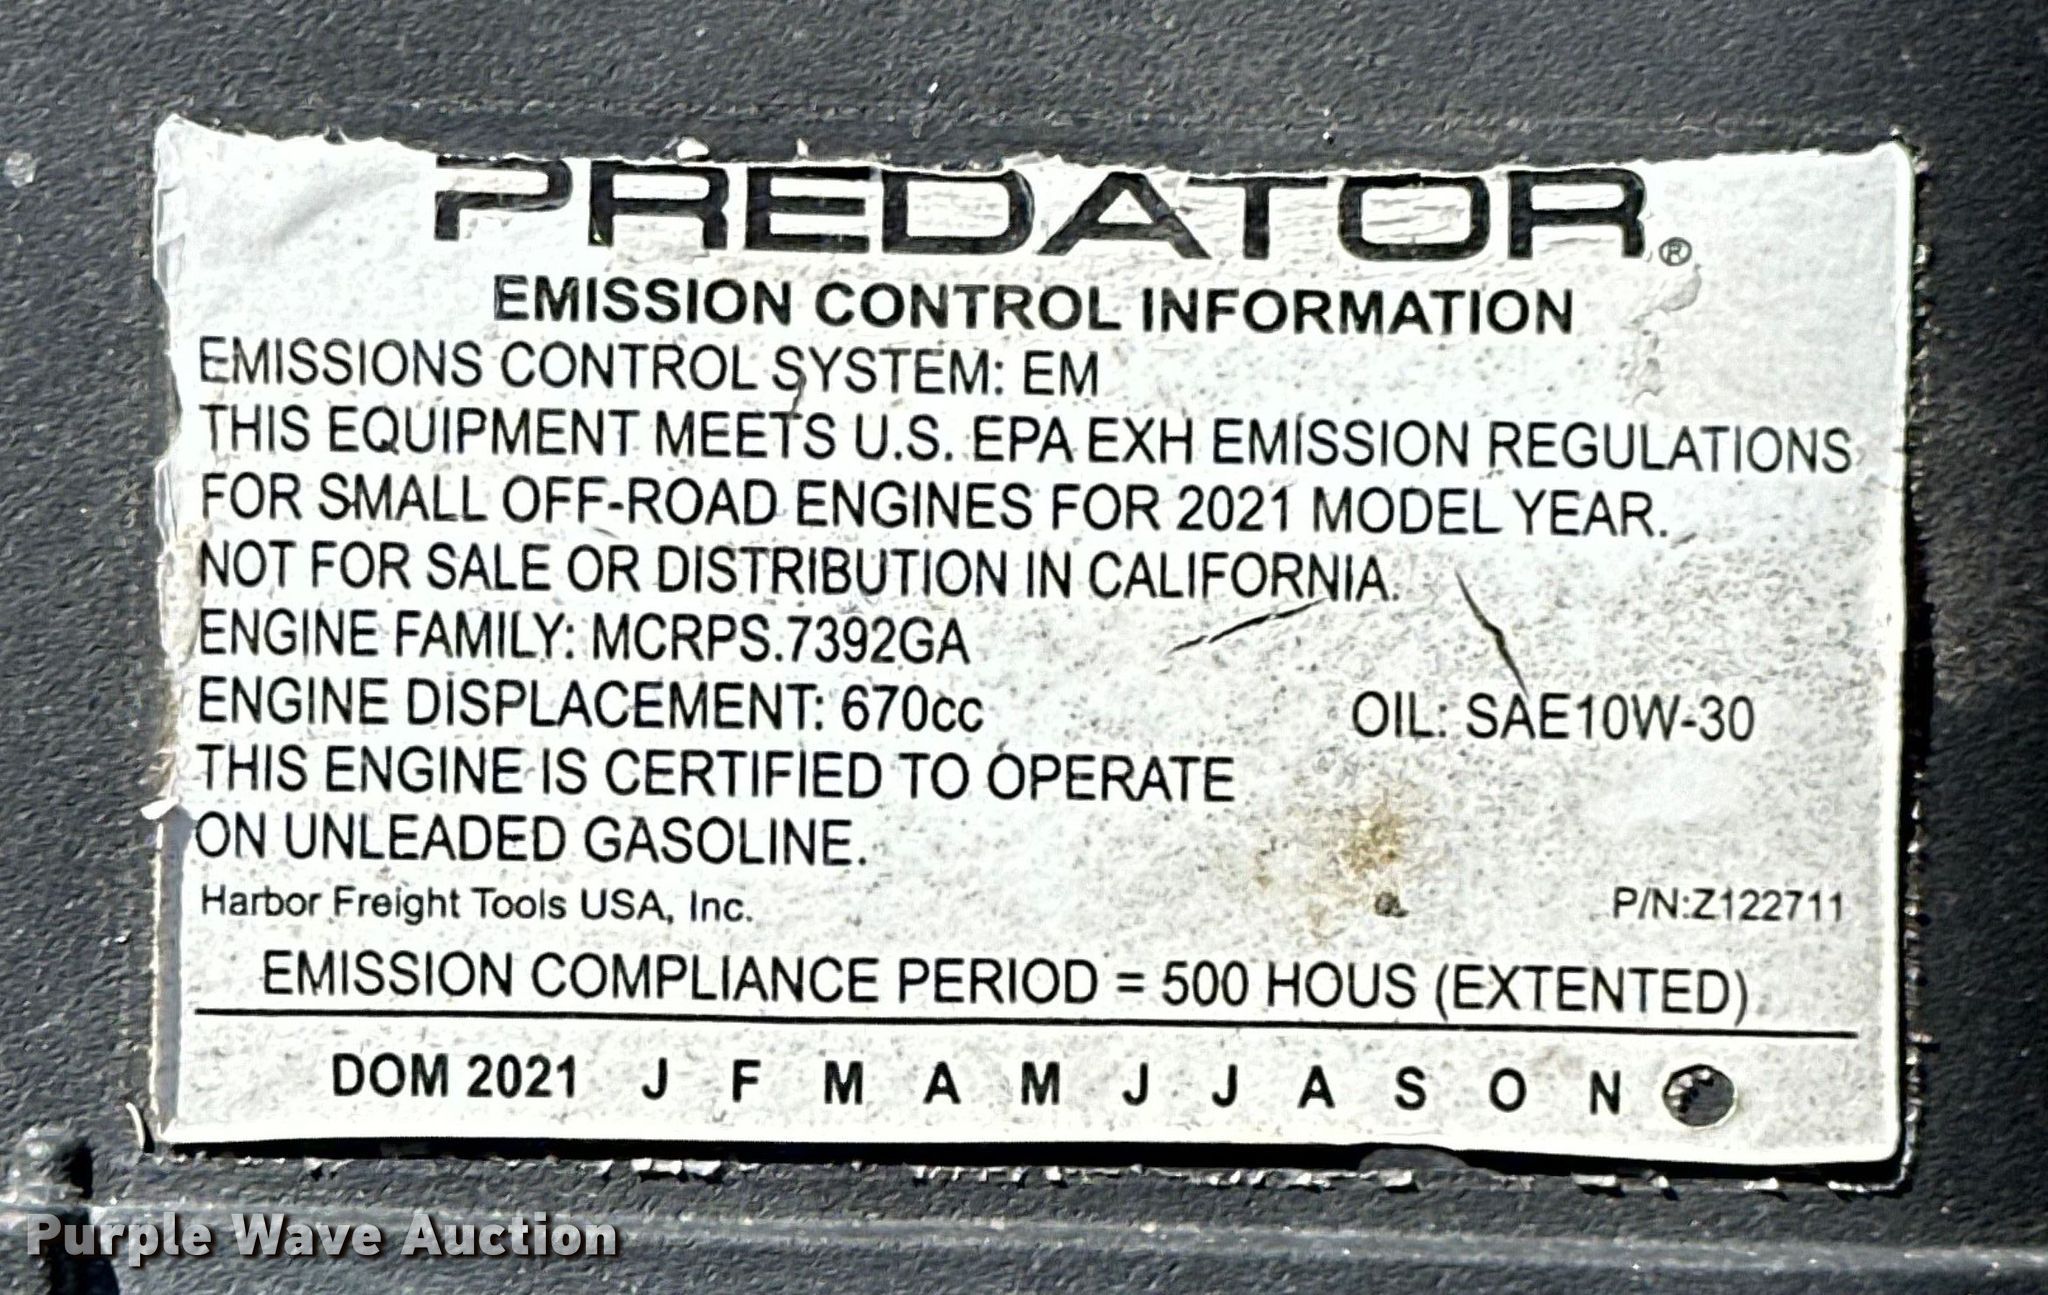 PREDATOR®
EMISSION CONTROL INFORMATION
EMISSIONS CONTROL SYSTEM: EM
THIS EQUIPMENT MEETS U.S. EPA EXH EMISSION REGULATIONS
FOR SMALL OFF-ROAD ENGINES FOR 2021 MODEL YEAR.
NOT FOR SALE OR DISTRIBUTION IN CALIFORNIA.
ENGINE FAMILY: MCRPS.7392GA
ENGINE DISPLACEMENT: 670cc OIL: SAE10W-30
THIS ENGINE IS CERTIFIED TO OPERATE
ON UNLEADED GASOLINE.
Harbor Freight Tools USA, Inc. P/N:Z122711
EMISSION COMPLIANCE PERIOD = 500 HOUS (EXTENTED)
DOM 2021 J F M A M J J A S O N
Purple Wave Auction